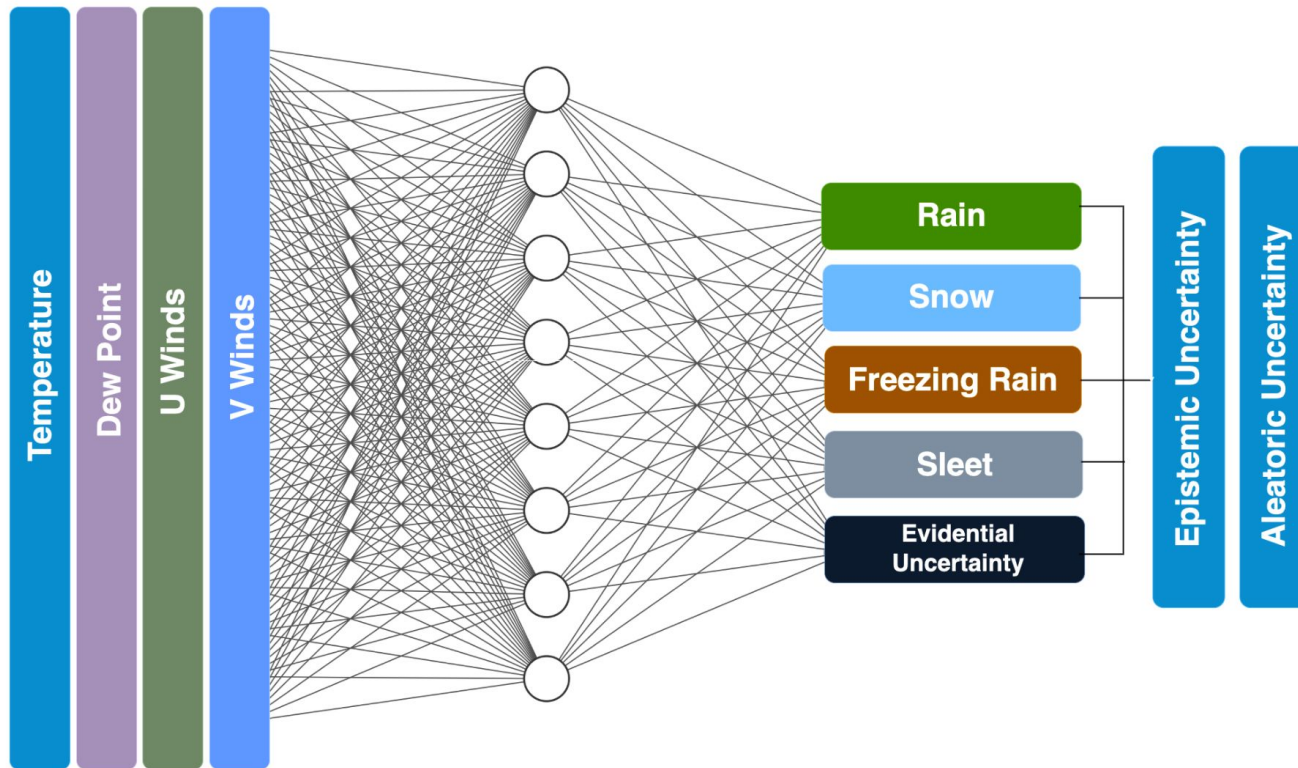 Temperature
Dew Point
U Winds
V Winds
Rain
Snow
Freezing Rain
Sleet
Evidential
Uncertainty
Epistemic Uncertainty
Aleatoric Uncertainty